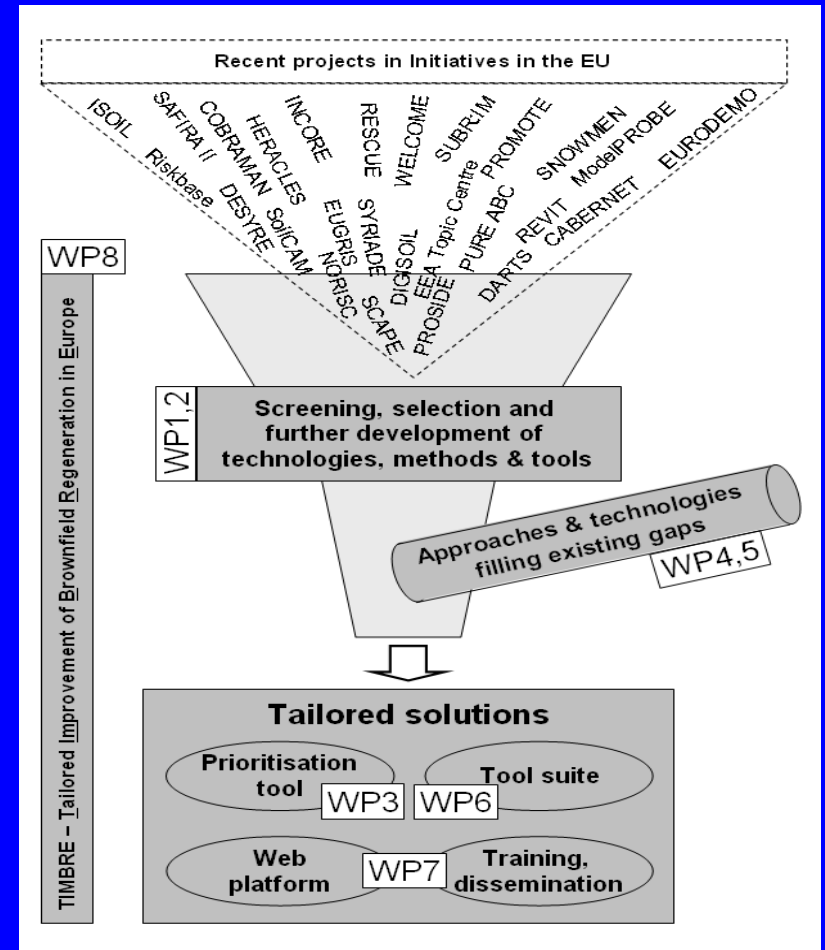 Recent projects in Initiatives in the EU
ISOIL
SAFIRA II
COBRAMAN
HERACLES
INCORE
RESCUE
WELCOME
SUBRIM
PROMOTE
SNOWMEN
ModelPROBE
EURODEMO
Riskbase
DESYRE
SoilCAM
EUGRIS
NORISC
SYRIADE
SCAPE
DIGISOIL
EEA Topic Centre
PROSIDE
PURE ABC
DARTS
REVIT
CABERNET
WP8
TIMBRE – Tailored Improvement of Brownfield Regeneration in Europe
WP1,2
Screening, selection and
further development of
technologies, methods & tools
Approaches & technologies
filling existing gaps
WP4,5
Tailored solutions
Prioritisation
tool
WP3
WP6
Tool suite
Web
platform
WP7
Training,
dissemination